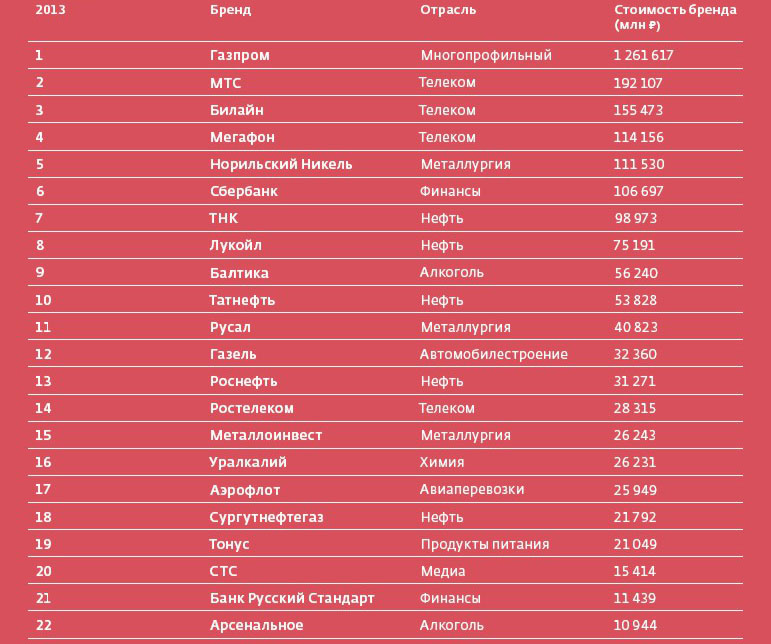 2013 Бренд Отрасль Стоимость бренда
(млн ₽)
1 Газпром Многопрофильный 1 261 617
2 МТС Телеком 192 107
3 Билайн Телеком 155 473
4 Мегафон Телеком 114 156
5 Норильский Никель Металлургия 111 530
6 Сбербанк Финансы 106 697
7 ТНК Нефть 98 973
8 Лукойл Нефть 75 191
9 Балтика Алкоголь 56 240
10 Татнефть Нефть 53 828
11 Русал Металлургия 40 823
12 Газель Автомобилестроение 32 360
13 Роснефть Нефть 31 271
14 Ростелеком Телеком 28 315
15 Металлоинвест Металлургия 26 243
16 Уралкалий Химия 26 231
17 Аэрофлот Авиаперевозки 25 949
18 Сургутнефтегаз Нефть 21 792
19 Тонус Продукты питания 21 049
20 СТС Медиа 15 414
21 Банк Русский Стандарт Финансы 11 439
22 Арсенальное Алкоголь 10 944